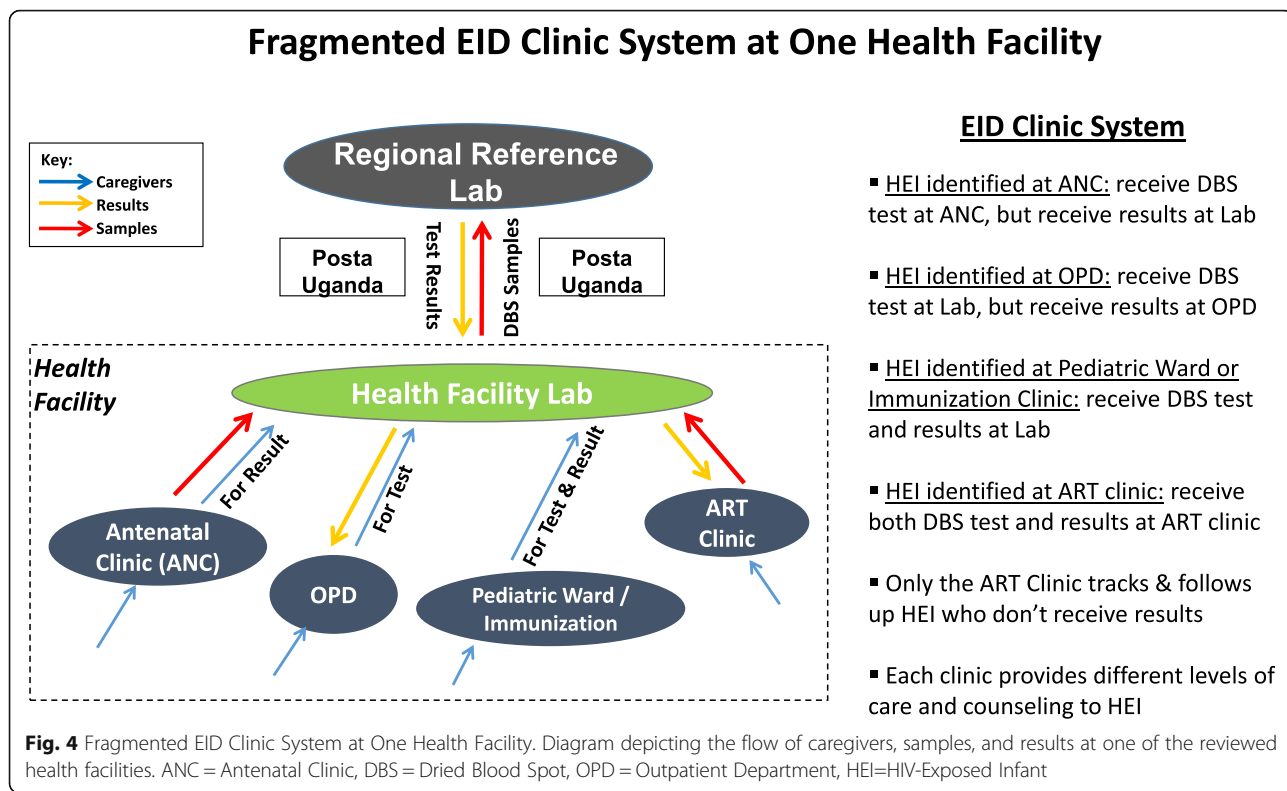 Fragmented EID Clinic System at One Health Facility
Key:
Caregivers
Results
Samples
Regional Reference
Lab
Posta
Uganda
Test Results
DBS Samples
Posta
Uganda
Health
Facility
Health Facility Lab
For Result
For Test
For Test & Result
Antenatal
Clinic (ANC)
OPD
Pediatric Ward /
Immunization
ART
Clinic
EID Clinic System
▪ HEI identified at ANC: receive DBS
test at ANC, but receive results at Lab
▪ HEI identified at OPD: receive DBS
test at Lab, but receive results at OPD
▪ HEI identified at Pediatric Ward or
Immunization Clinic: receive DBS test
and results at Lab
▪ HEI identified at ART clinic: receive
both DBS test and results at ART clinic
▪ Only the ART Clinic tracks & follows
up HEI who don’t receive results
▪ Each clinic provides different levels of
care and counseling to HEI
Fig. 4 Fragmented EID Clinic System at One Health Facility. Diagram depicting the flow of caregivers, samples, and results at one of the reviewed
health facilities. ANC = Antenatal Clinic, DBS = Dried Blood Spot, OPD = Outpatient Department, HEI=HIV-Exposed Infant